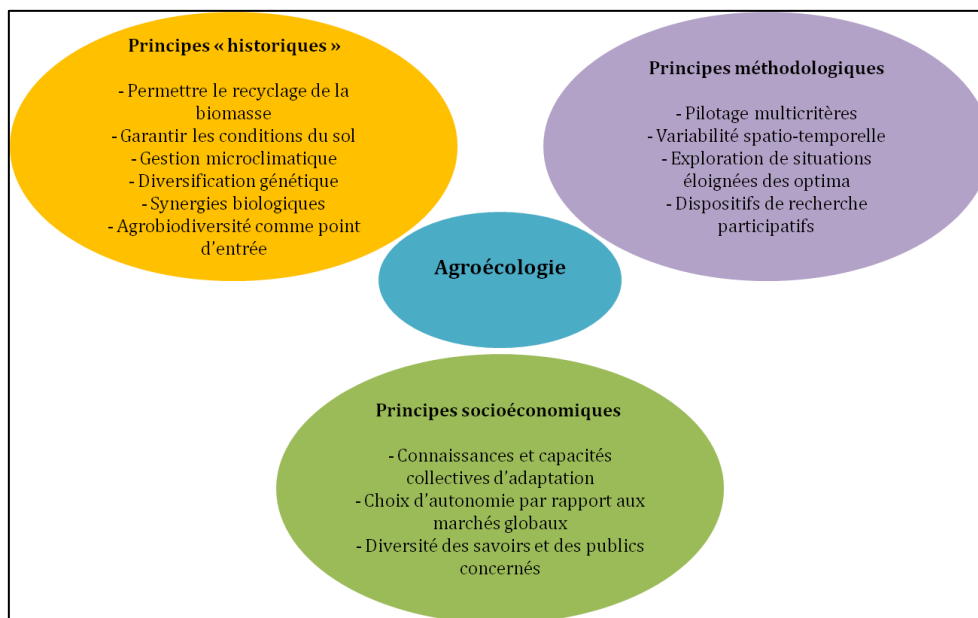 Principes « historiques »
- Permettre le recyclage de la
biomasse
- Garantir les conditions du sol
- Gestion microclimatique
- Diversification génétique
- Synergies biologiques
- Agrobiodiversité comme point
d'entrée
Principes méthodologiques
- Pilotage multicritères
- Variabilité spatio-temporelle
- Exploration de situations
éloignées des optima
- Dispositifs de recherche
participatifs
Agroécologie
Principes socioéconomiques
- Connaissances et capacités
collectives d'adaptation
- Choix d'autonomie par rapport aux
marchés globaux
- Diversité des savoirs et des publics
concernés